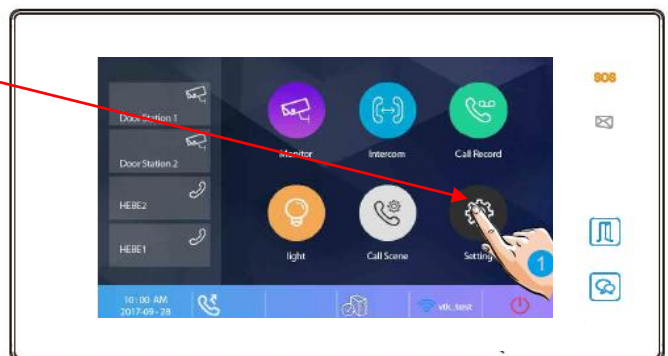 SOS
Door Station 1
Monitor
Intercom
Call Record
Door Station 2
HEBE2
HEBE1
light
Call Scene
Setting
1
10:00 AM
2017-09-28
vtk_test